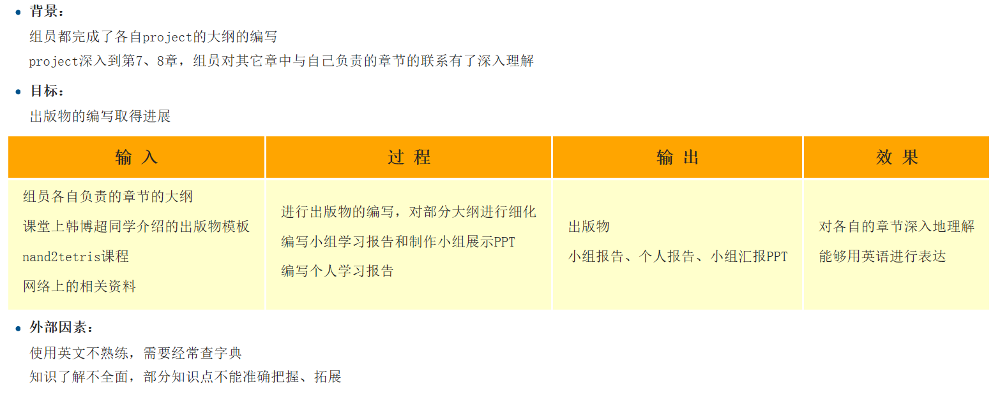 背景：
组员都完成了各自project的大纲的编写
project深入到第7、8章，组员对其它章中与自己负责的章节的联系有了深入理解
目标：
出版物的编写取得进展
输 入
过 程
输 出
效 果
组员各自负责的章节的大纲
课堂上韩博超同学介绍的出版物模板
nand2tetris课程
网络上的相关资料
进行出版物的编写，对部分大纲进行细化
编写小组学习报告和制作小组展示PPT
编写个人学习报告
出版物
小组报告、个人报告、小组汇报PPT
对各自的章节深入地理解
能够用英语进行表达
外部因素：
使用英文不熟练，需要经常查字典
知识了解不全面，部分知识点不能准确把握、拓展